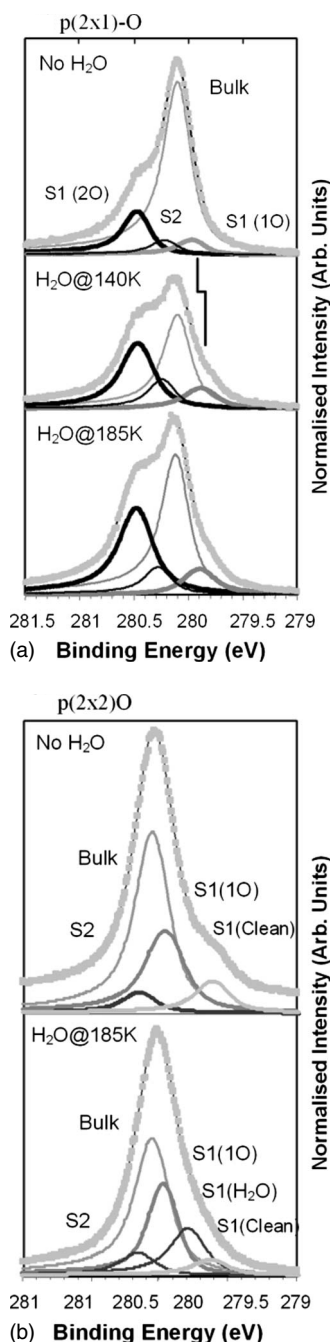 p(2x1)-O
No H₂O
Bulk
S1 (2O)
S2
S1 (1O)
H₂O@140K
H₂O@185K
Normalised Intensity (Arb. Units)
281.5 281 280.5 280 279.5 279
(a) Binding Energy (eV)
p(2x2)O
No H₂O
Bulk
S1(1O)
S2
S1(Clean)
H₂O@185K
Bulk
S1(1O)
S1(H₂O)
S2
S1(Clean)
Normalised Intensity (Arb. Units)
281 281 280.5 280 279.5 279
(b) Binding Energy (eV)